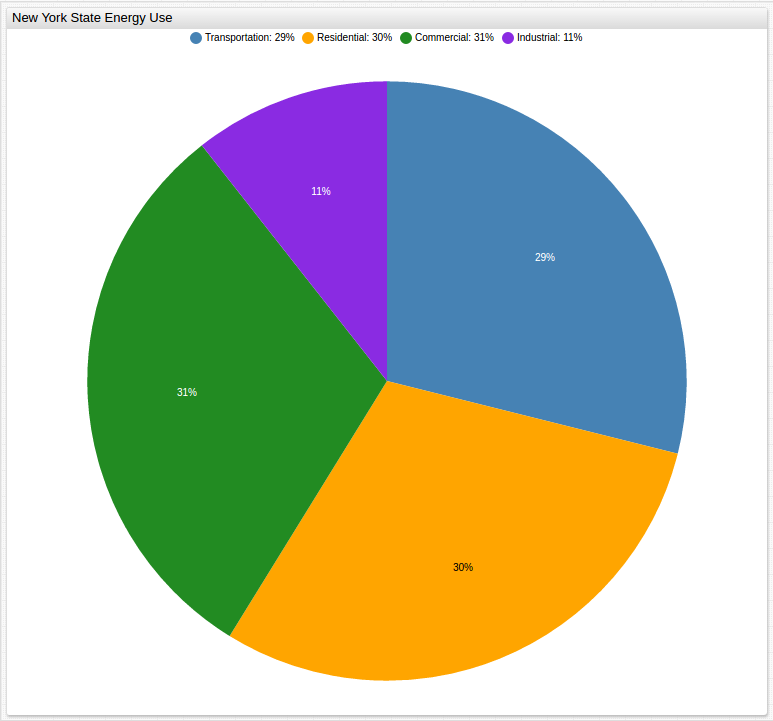 New York State Energy Use
Transportation: 29% Residential: 30% Commercial: 31% Industrial: 11%
11%
29%
31%
30%